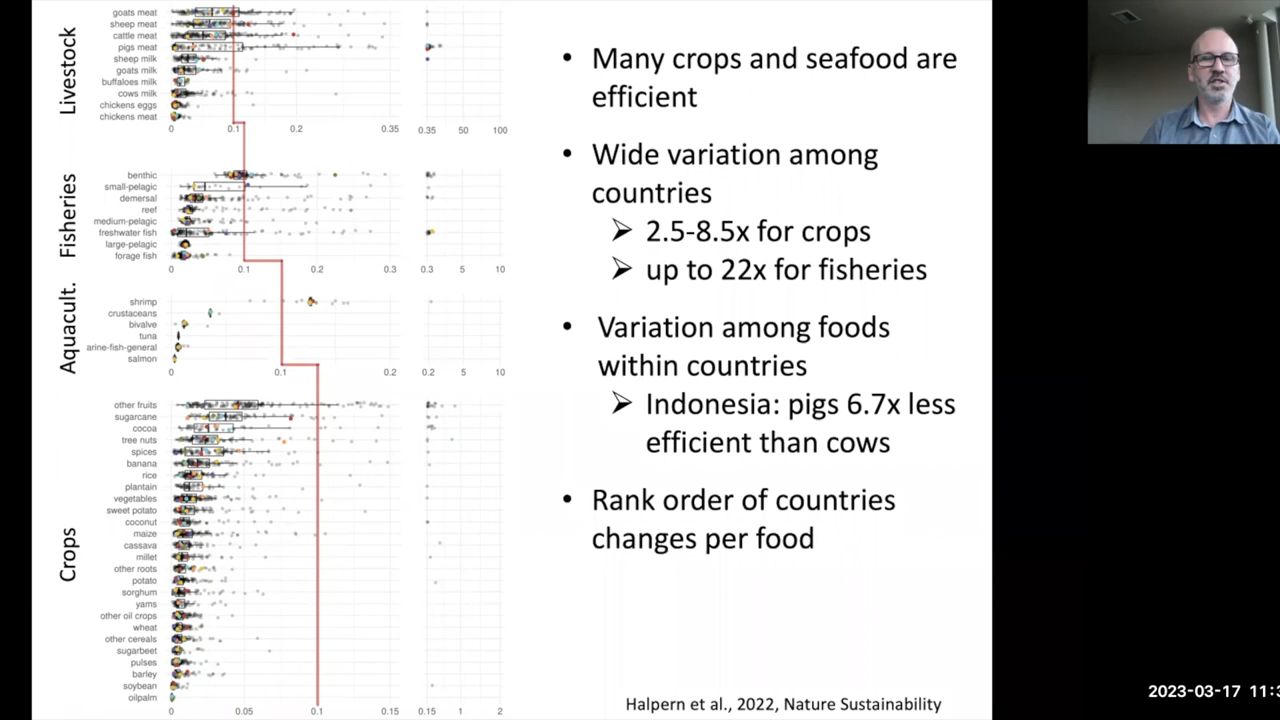 Livestock
goats meat
sheep meat
cattle meat
pigs meat
sheep milk
goats milk
buffaloes milk
cows milk
chickens eggs
chickens meat
0 0.1 0.2 0.35 0.35 50 100
Fisheries
benthic
small-pelagic
demersal
reef
medium-pelagic
freshwater fish
large-pelagic
forage fish
0 0.1 0.2 0.3 0.3 5 10
Aquacult.
shrimp
crustaceans
bivalve
tuna
arine-fish-general
salmon
0 0.1 0.2 0.2 5 10
Crops
other fruits
sugarcane
cocoa
tree nuts
spices
banana
rice
plantain
vegetables
sweet potato
coconut
maize
cassava
millet
other roots
potato
sorghum
yams
other oil crops
wheat
other cereals
sugarbeet
pulses
barley
soybean
oilpalm
0 0.05 0.1 0.15 0.15 1 2
• Many crops and seafood are
efficient
• Wide variation among
countries
➢ 2.5-8.5x for crops
➢ up to 22x for fisheries
• Variation among foods
within countries
➢ Indonesia: pigs 6.7x less
efficient than cows
• Rank order of countries
changes per food
Halpern et al., 2022, Nature Sustainability
2023-03-17 11:3